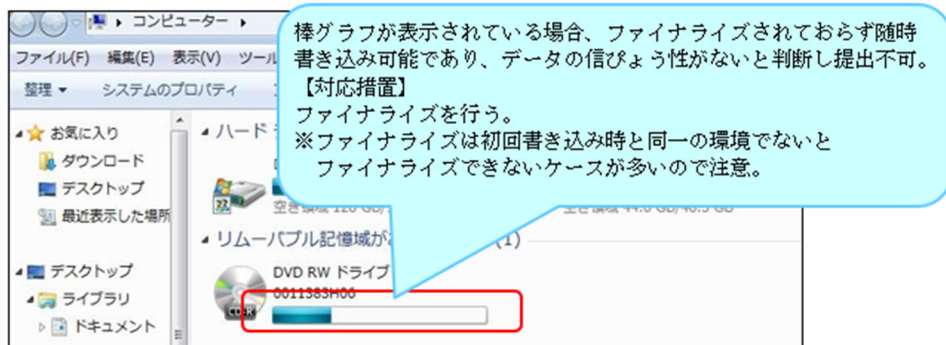 コンピューター
ファイル(F) 編集(E) 表示(V) ツール
整理 システムのプロパティ
お気に入り
ダウンロード
デスクトップ
最近表示した場所
デスクトップ
ライブラリ
ドキュメント
ハード
空き領域
リムーバブル記憶域が (1)
DVD RW ドライブ
0011383H00
CD-R
棒グラフが表示されている場合、ファイナライズされておらず随時
書き込み可能であり、データの信ぴょう性がないと判断し提出不可。
【対応措置】
ファイナライズを行う。
※ファイナライズは初回書き込み時と同一の環境でないと
ファイナライズできないケースが多いので注意。